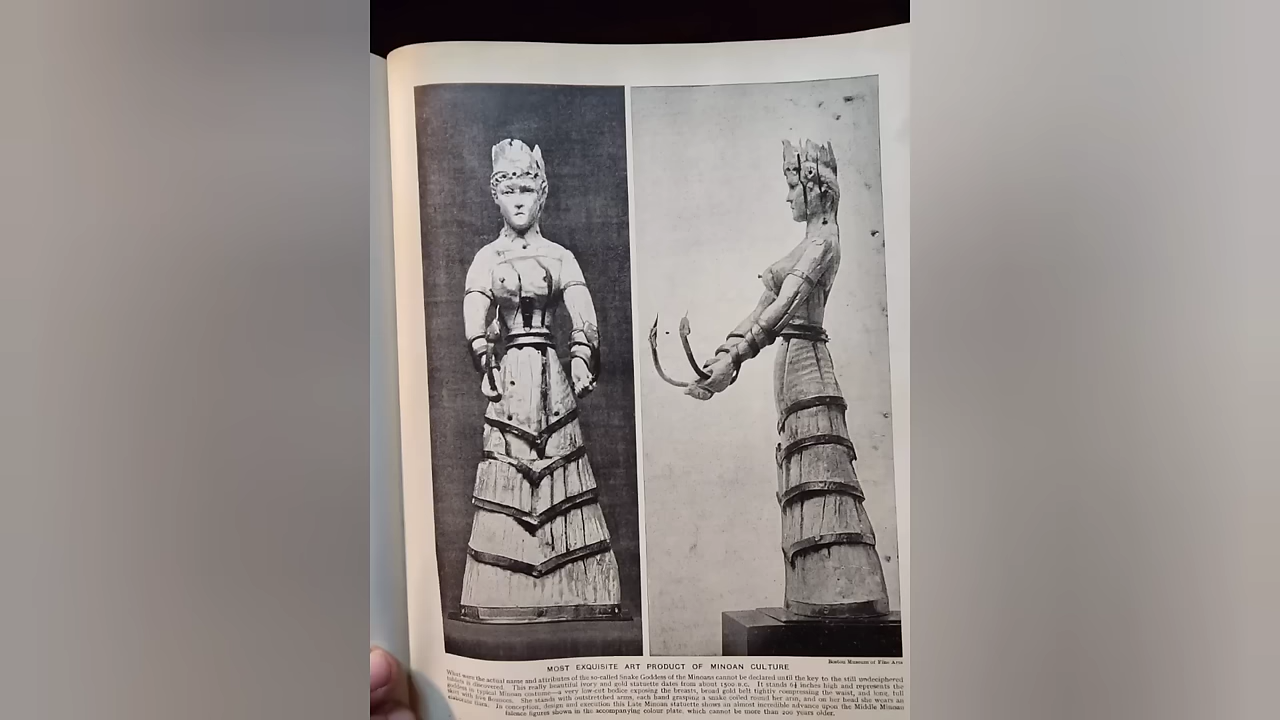 Boston Museum of Fine Arts
MOST EXQUISITE ART PRODUCT OF MINOAN CULTURE
What were the actual name and attributes of the so-called Snake Goddess of the Minoans cannot be declared until the key to the still undeciphered
tablets is discovered. This really beautiful ivory and gold statuette dates from about 1500 B.C. It stands 6½ inches high and represents the
goddess in typical Minoan costume—a very low-cut bodice exposing the breasts, broad gold belt tightly compressing the waist, and long, full
skirt with five flounces. She stands with outstretched arms, each hand grasping a snake coiled round her arm, and on her head she wears an
elaborate tiara. In conception, design and execution this Late Minoan statuette shows an almost incredible advance upon the Middle Minoan
faience figures shown in the accompanying colour plate, which cannot be more than 200 years older.